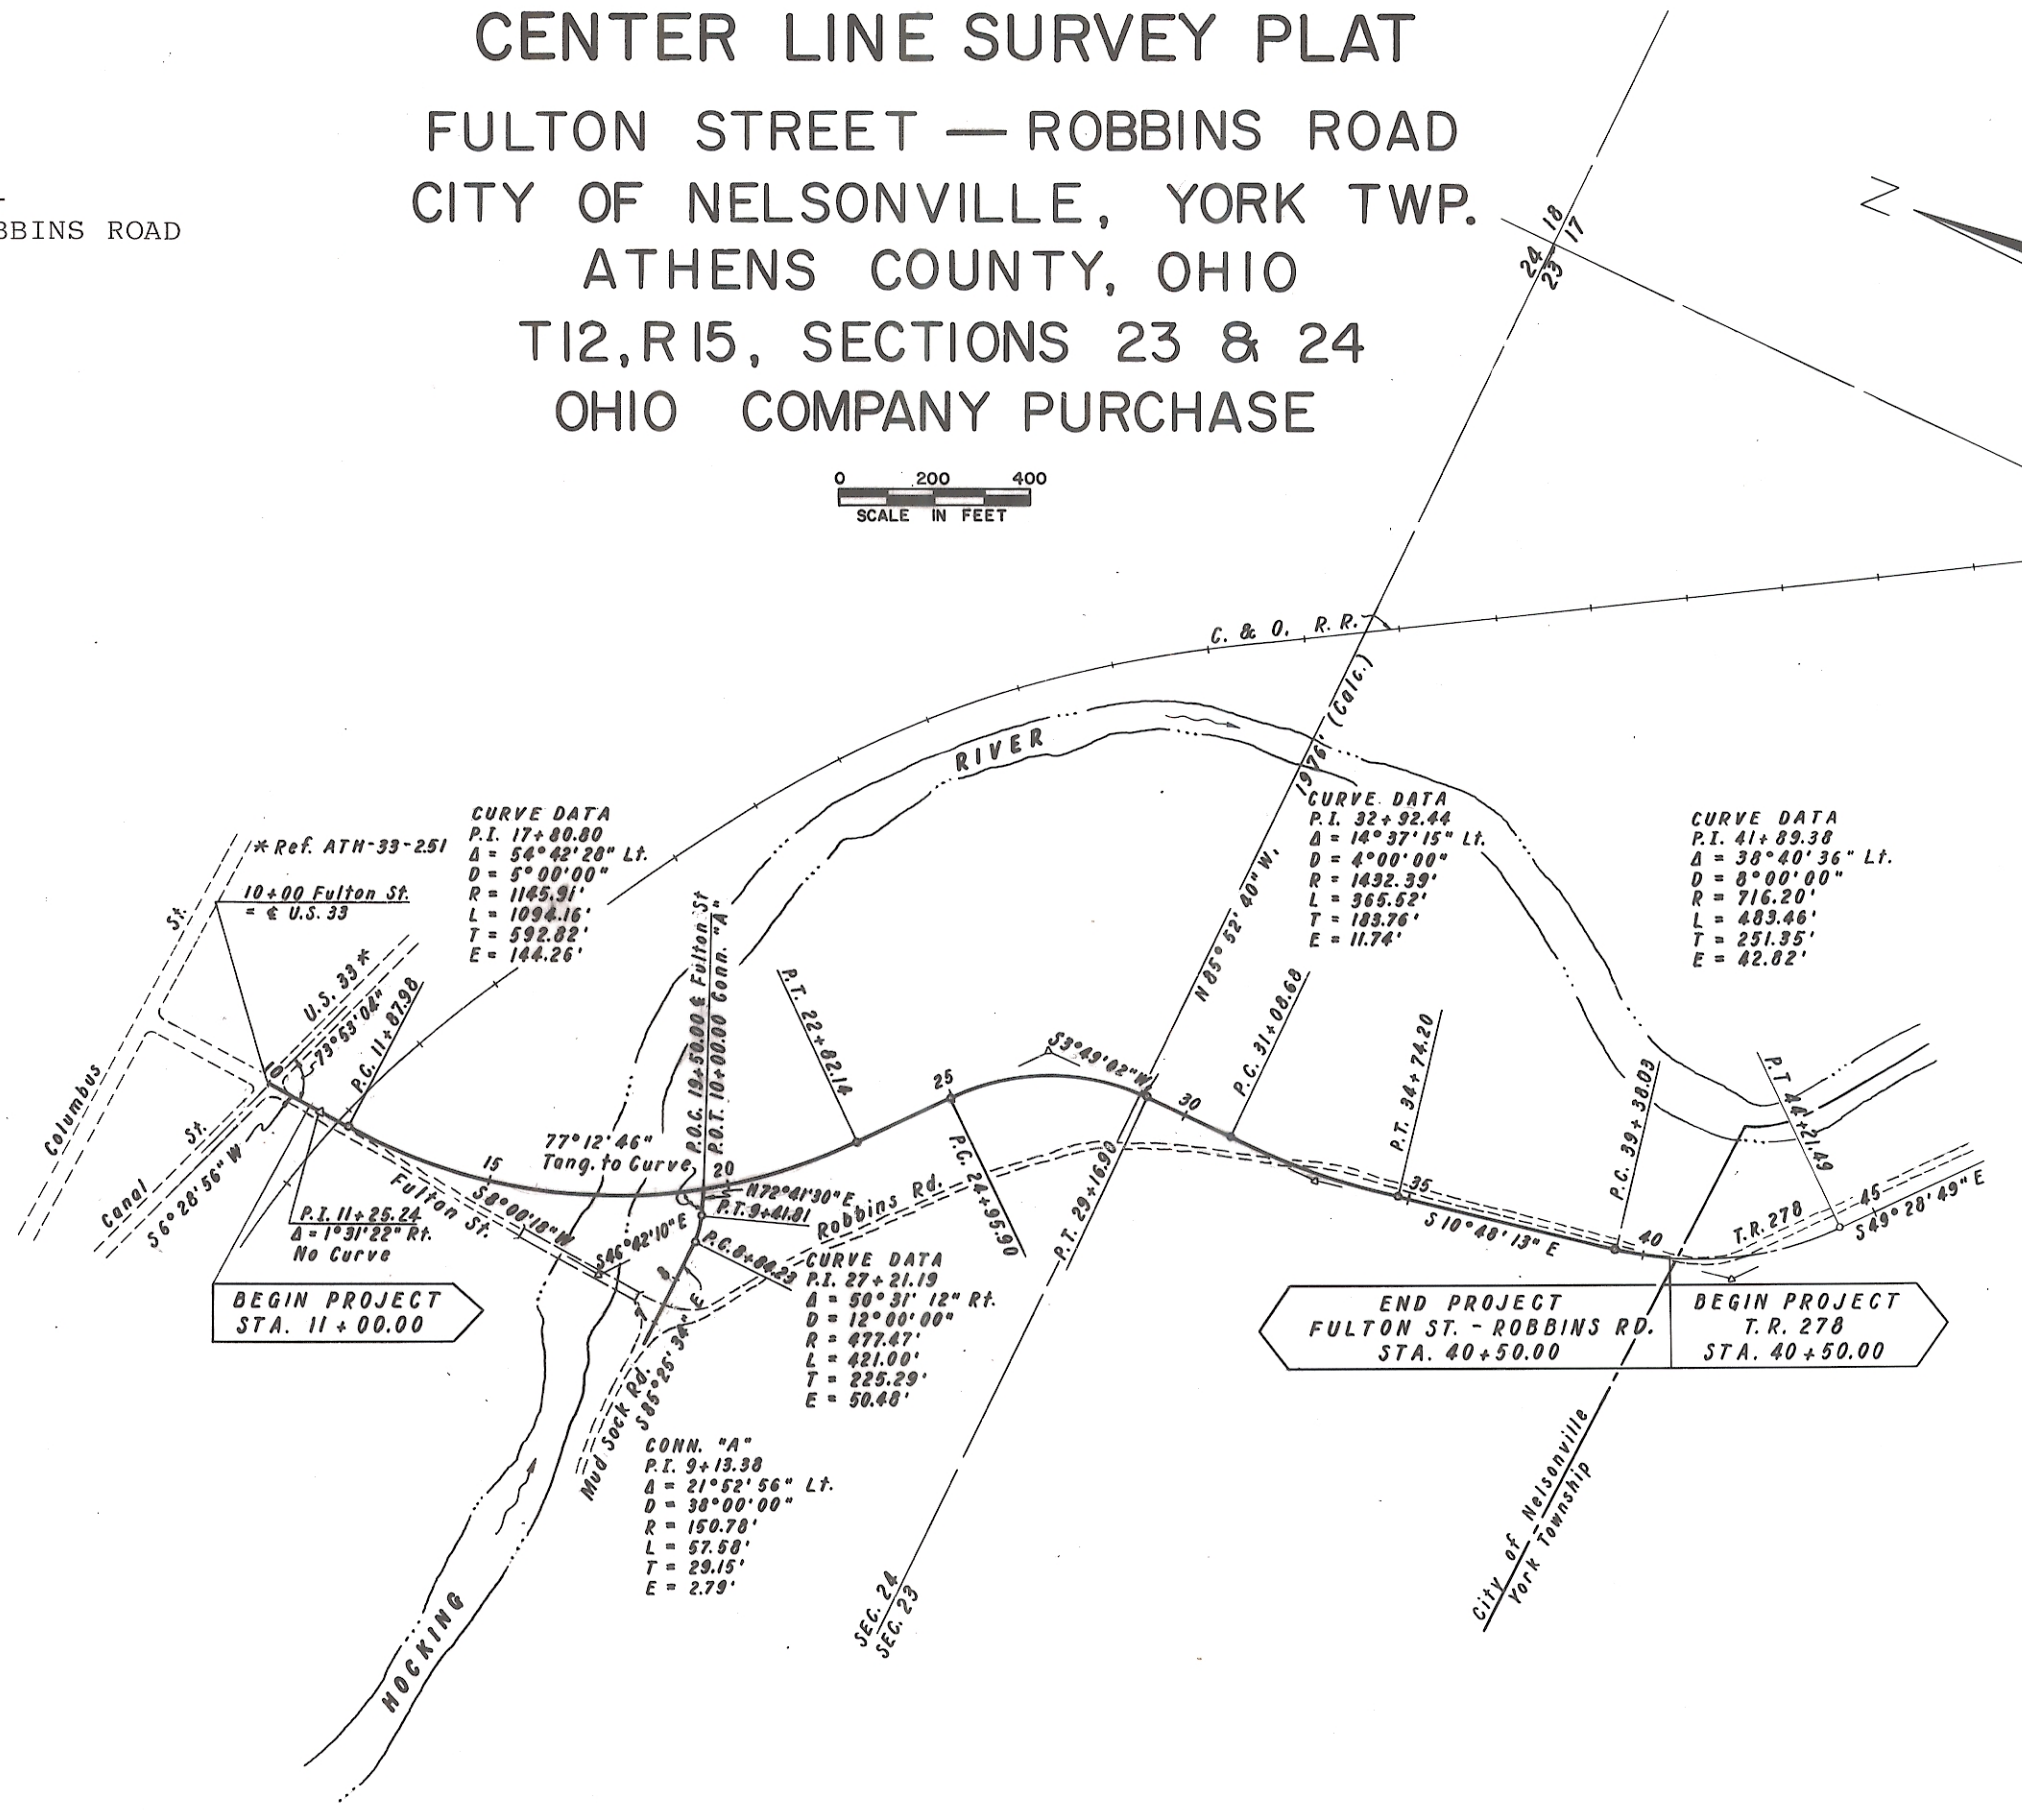 CENTER LINE SURVEY PLAT
FULTON STREET — ROBBINS ROAD
CITY OF NELSONVILLE, YORK TWP.
ATHENS COUNTY, OHIO
T12, R15, SECTIONS 23 & 24
OHIO COMPANY PURCHASE
BBINS ROAD
0 200 400
SCALE IN FEET
24 18
23 17
N
C. & O. R.R.
1976' (Calc.)
N 85° 52' 40" W.
RIVER
HOCKING
* Ref. ATH-33-251
10+00 Fulton St.
= ℄ U.S. 33
CURVE DATA
P.I. 17+80.80
Δ = 54°42'28" Lt.
D = 5°00'00"
R = 1145.91'
L = 1094.16'
T = 592.82'
E = 144.26'
CURVE DATA
P.I. 32+92.44
Δ = 14°37'15" Lt.
D = 4°00'00"
R = 1432.39'
L = 365.52'
T = 183.76'
E = 11.74'
CURVE DATA
P.I. 41+89.38
Δ = 38°40'36" Lt.
D = 8°00'00"
R = 716.20'
L = 483.46'
T = 251.35'
E = 42.82'
Columbus St.
Canal St.
U.S. 33 *
73°53'04"
P.C. 11+87.98
10
S6°28'56" W
P.I. 11+25.24
Δ = 1°31'22" Rt.
No Curve
BEGIN PROJECT
STA. 11+00.00
15
Fulton St.
S8°00'18"W
77°12'46"
Tang. to Curve
P.O.C. 19+50.00 ℄ Fulton St
P.O.T. 10+00.00 Conn. "A"
20
N72°41'30"E
P.T. 9+41.81
S46°42'10"E
P.C. 8+84.23
8
7
S85°25'34"E
Mud Sock Rd.
Robbins Rd.
P.T. 22+82.14
25
P.C. 24+95.90
S3°49'02"W
P.T. 29+16.90
30
P.C. 31+08.68
P.T. 34+74.20
35
S10°48'13" E
P.C. 39+38.03
40
T.R. 278
P.T 44+21.49
45
S49°28'49" E
CURVE DATA
P.I. 27+21.19
Δ = 50°31'12" Rt.
D = 12°00'00"
R = 477.47'
L = 421.00'
T = 225.29'
E = 50.48'
CONN. "A"
P.I. 9+13.38
Δ = 21°52'56" Lt.
D = 38°00'00"
R = 150.78'
L = 57.58'
T = 29.15'
E = 2.79'
END PROJECT
FULTON ST. - ROBBINS RD.
STA. 40+50.00
BEGIN PROJECT
T.R. 278
STA. 40+50.00
SEC. 24
SEC. 23
City of Nelsonville
York Township